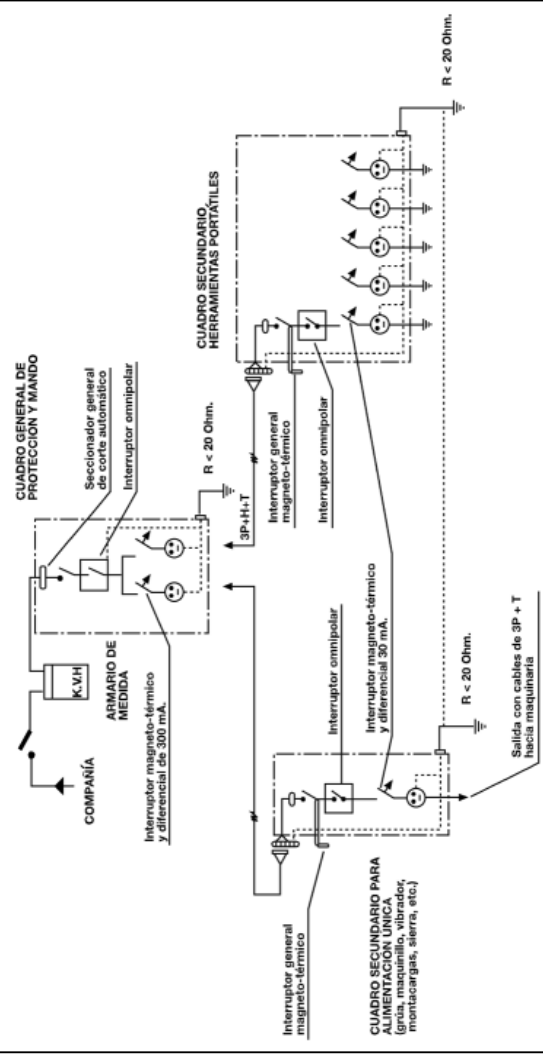 COMPAÑÍA
K.V.H
ARMARIO DE
MEDIDA
CUADRO GENERAL DE
PROTECCION Y MANDO
Seccionador general
de corte automático
Interruptor omnipolar
Interruptor magneto-térmico
y diferencial de 300 mA.
R < 20 Ohm.
3P+H+T
CUADRO SECUNDARIO
HERRAMIENTAS PORTÁTILES
Interruptor general
magneto-térmico
Interruptor omnipolar
R < 20 Ohm.
Interruptor general
magneto-térmico
Interruptor omnipolar
Interruptor magneto-térmico
y diferencial 30 mA.
R < 20 Ohm.
CUADRO SECUNDARIO PARA
ALIMENTACIÓN ÚNICA
(grúa, maquinillo, vibrador,
montacargas, sierra, etc.)
Salida con cables de 3P + T
hacia maquinaria